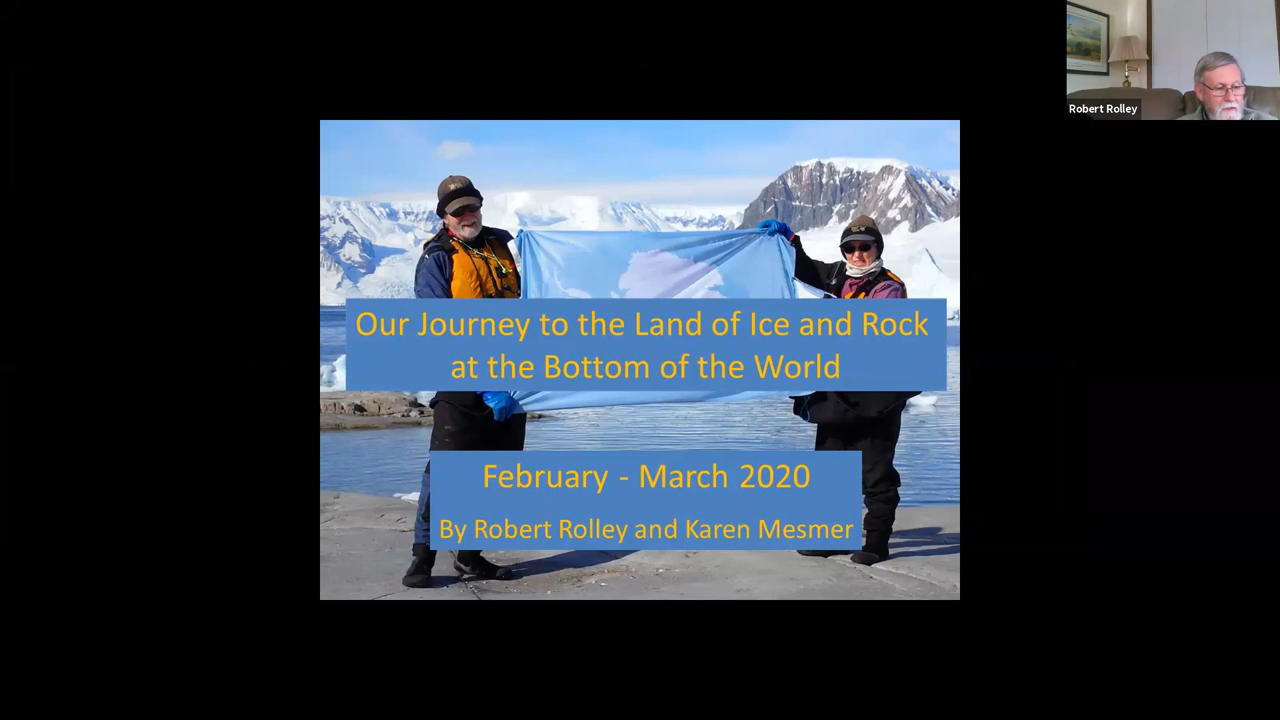 Robert Rolley
Our Journey to the Land of Ice and Rock
at the Bottom of the World
February - March 2020
By Robert Rolley and Karen Mesmer